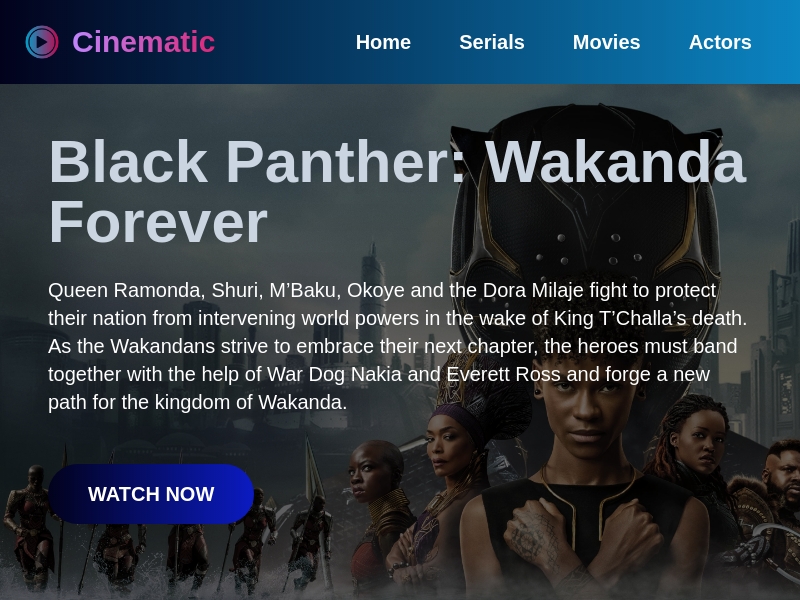 Cinematic
Home
Serials
Movies
Actors
Black Panther: Wakanda
Forever
Queen Ramonda, Shuri, M’Baku, Okoye and the Dora Milaje fight to protect
their nation from intervening world powers in the wake of King T’Challa’s death.
As the Wakandans strive to embrace their next chapter, the heroes must band
together with the help of War Dog Nakia and Everett Ross and forge a new
path for the kingdom of Wakanda.
WATCH NOW